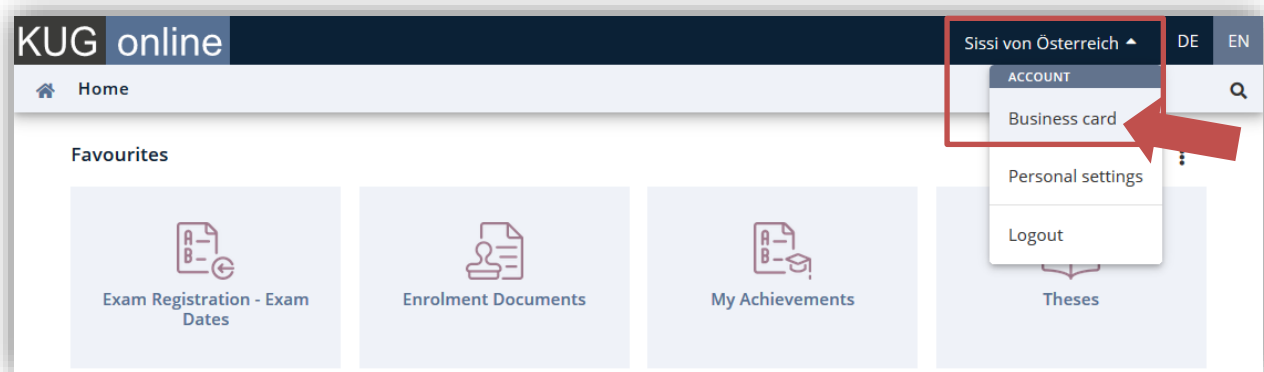 KUG online
Sissi von Österreich DE EN
Home
ACCOUNT
Business card
Personal settings
Logout
Favourites
A
B
Exam Registration - Exam
Dates
Enrolment Documents
A
B
My Achievements
Theses